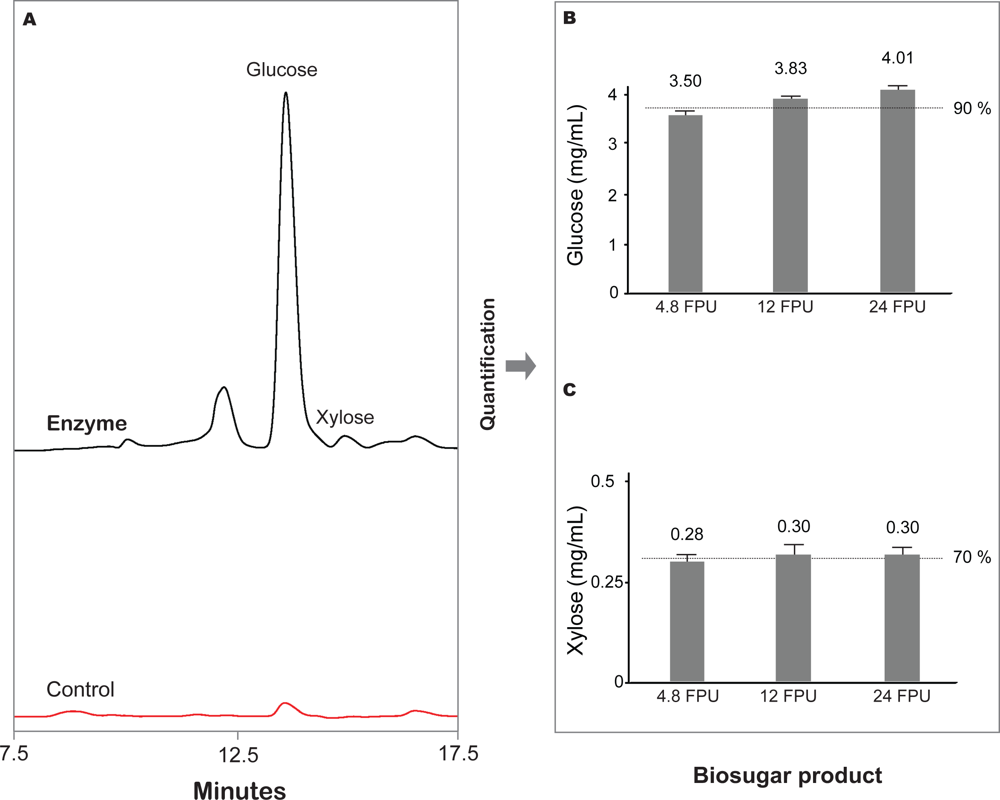 A
Glucose
Enzyme
Xylose
Control
7.5
12.5
17.5
Minutes
Quantification
B
Glucose (mg/mL)
4
3
2
1
0
3.50
3.83
4.01
90 %
4.8 FPU
12 FPU
24 FPU
C
Xylose (mg/mL)
0.5
0.25
0
0.28
0.30
0.30
70 %
4.8 FPU
12 FPU
24 FPU
Biosugar product